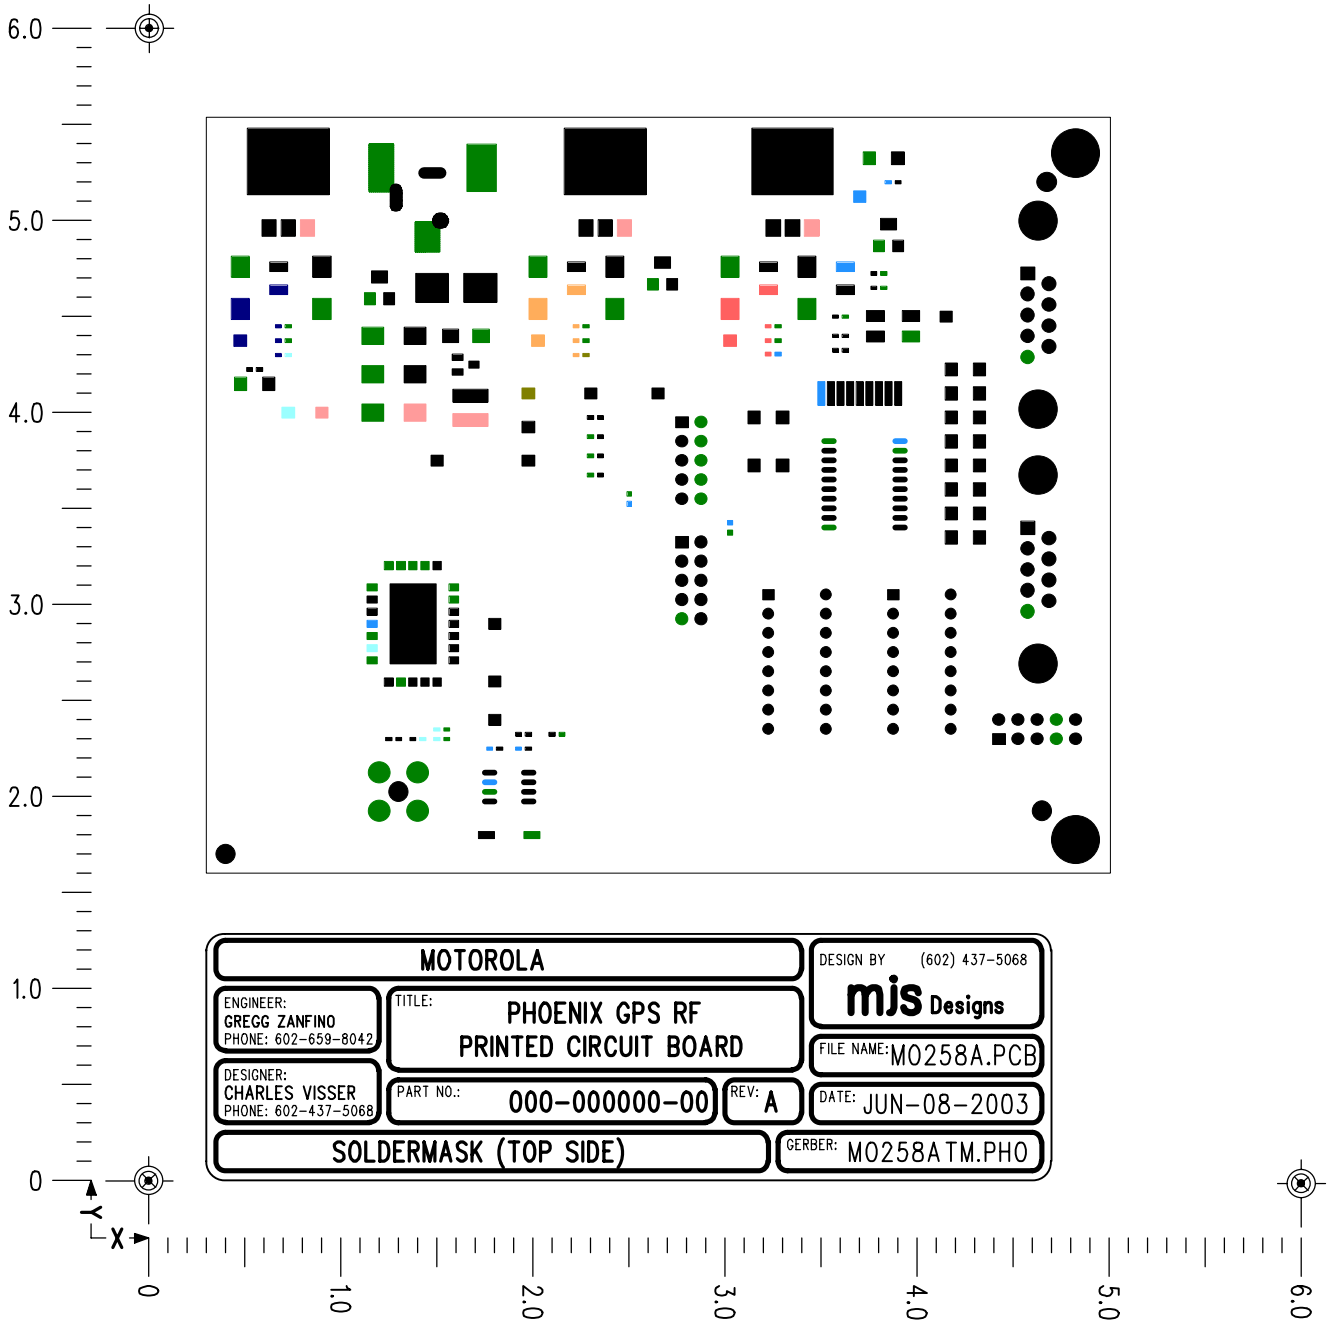 6.0
5.0
4.0
3.0
2.0
1.0
0
Y
X
0 1.0 2.0 3.0 4.0 5.0 6.0
MOTOROLA
DESIGN BY (602) 437-5068
mjs Designs
ENGINEER:
GREGG ZANFINO
PHONE: 602-659-8042
TITLE:
PHOENIX GPS RF
PRINTED CIRCUIT BOARD
FILE NAME: M0258A.PCB
DESIGNER:
CHARLES VISSER
PHONE: 602-437-5068
PART NO.: 000-000000-00
REV: A
DATE: JUN-08-2003
SOLDERMASK (TOP SIDE)
GERBER: M0258ATM.PHO